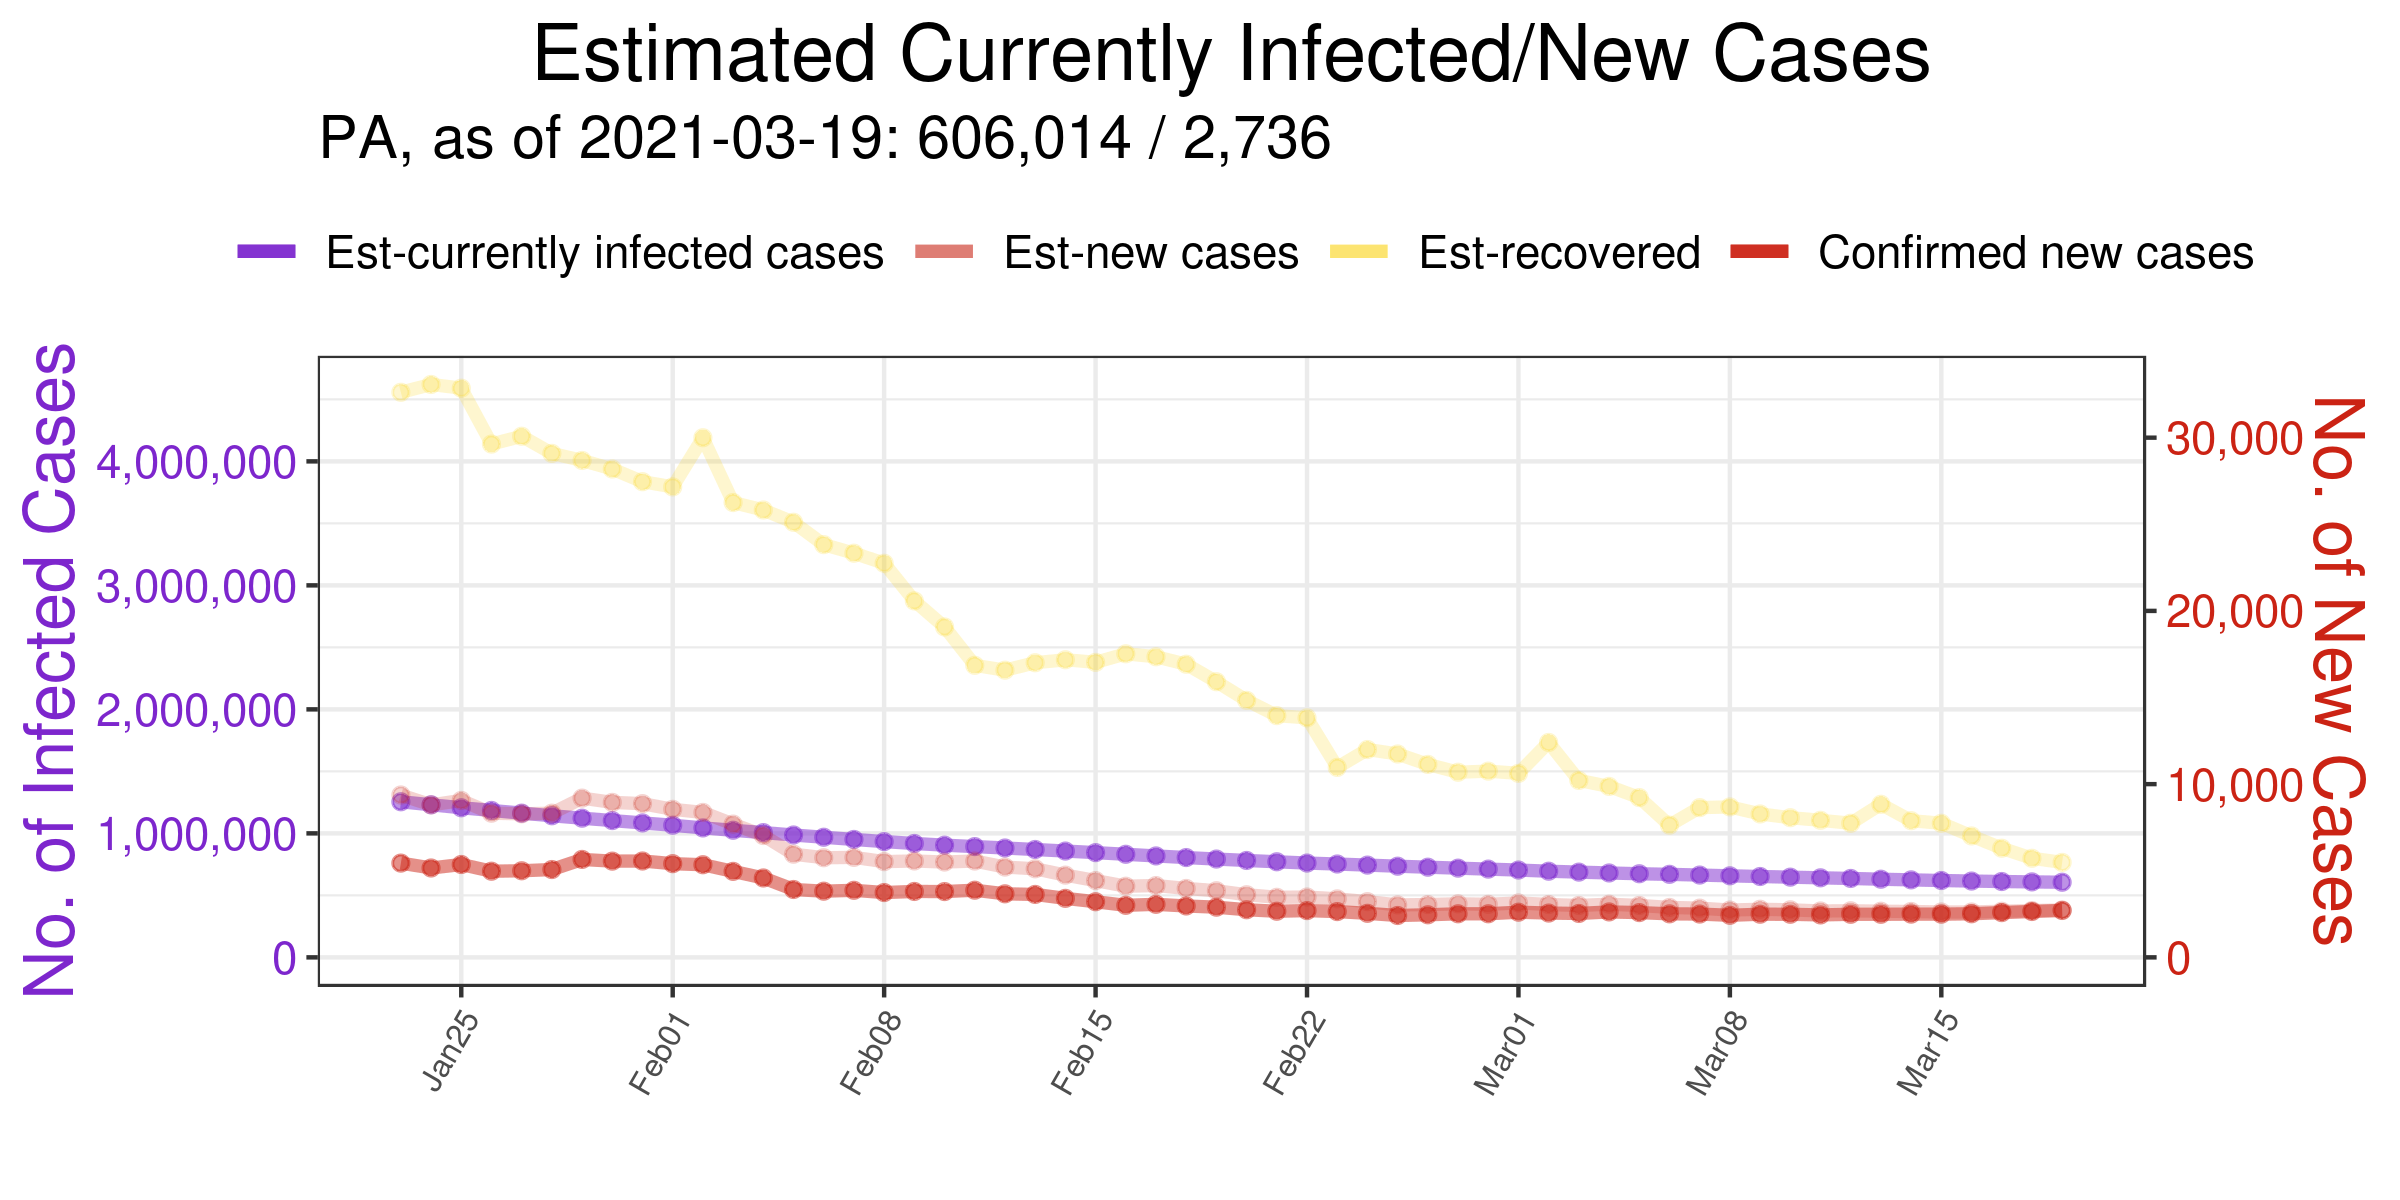 Estimated Currently Infected/New Cases
PA, as of 2021-03-19: 606,014 / 2,736
Est-currently infected cases
Est-new cases
Est-recovered
Confirmed new cases
No. of Infected Cases
4,000,000
3,000,000
2,000,000
1,000,000
0
30,000
20,000
10,000
0
No. of New Cases
Jan25
Feb01
Feb08
Feb15
Feb22
Mar01
Mar08
Mar15